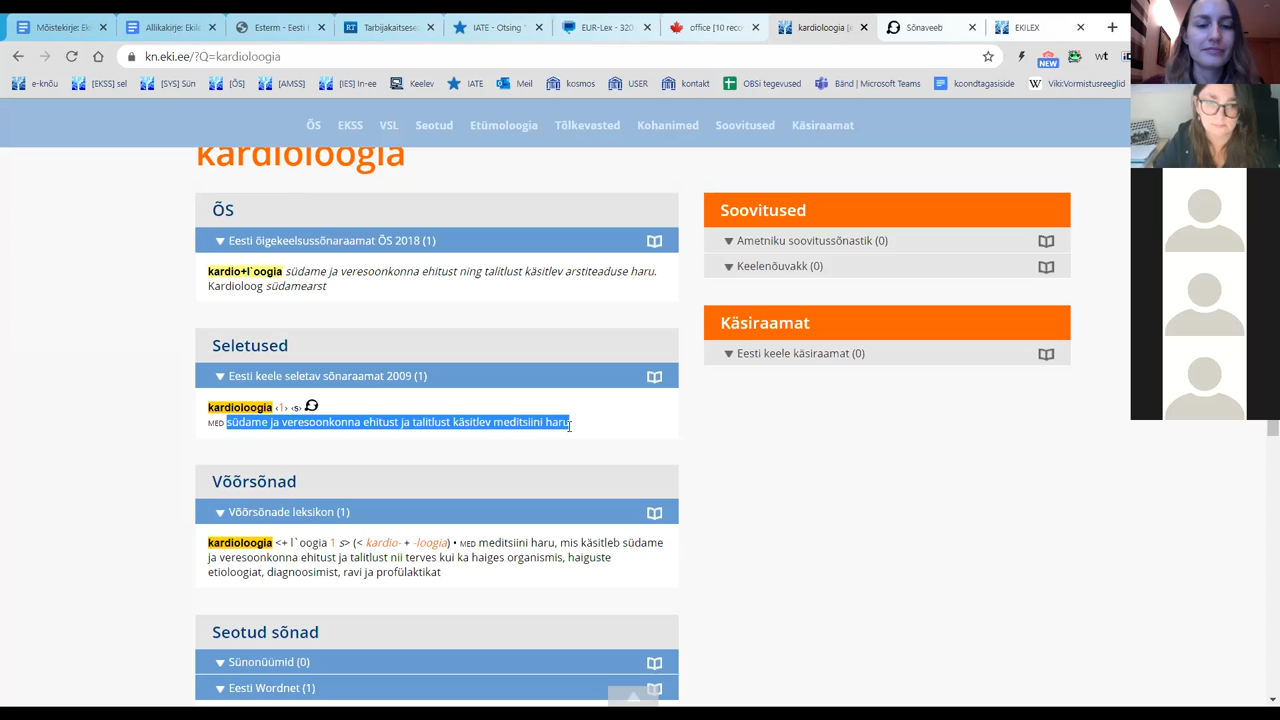 Mõistekirje: Eki
Allikakirje: Ekile
Esterm - Eesti k
Tarbijakaitsese
IATE - Otsing
EUR-Lex - 320
office [10 reco
kardioloogia [e
Sõnaveeb
EKILEX
kn.eki.ee/?Q=kardioloogia
NEW
wt
e-knõu
[EKSS] sel
[SYS] Sün
[ÕS]
[AMSS]
[IES]ini-ee
Keelev
IATE
Meil
kosmos
USER
kontakt
OBSi tegevused
Bänd | Microsoft Teams
koondtagasiside
Viki:Vormistusreeglid
ÕS EKSS VSL Seotud Etümoloogia Tõlkevasted Kohanimed Soovitused Käsiraamat
kardioloogia
ÕS
Eesti õigekeelsussõnaraamat ÕS 2018 (1)
kardio+l`oogia südame ja veresoonkonna ehitust ning talitlust käsitlev arstiteaduse haru.
Kardioloog südamearst
Seletused
Eesti keele seletav sõnaraamat 2009 (1)
kardioloogia ‹1› ‹s›
MED südame ja veresoonkonna ehitust ja talitlust käsitlev meditsiini haru
Võõrsõnad
Võõrsõnade leksikon (1)
kardioloogia <+ l`oogia 1 s> (< kardio- + -loogia) • MED meditsiini haru, mis käsitleb südame
ja veresoonkonna ehitust ja talitlust nii terves kui ka haiges organismis, haiguste
etioloogiat, diagnoosimist, ravi ja profülaktikat
Seotud sõnad
Sünonüümid (0)
Eesti Wordnet (1)
Soovitused
Ametniku soovitussõnastik (0)
Keelenõuvakk (0)
Käsiraamat
Eesti keele käsiraamat (0)